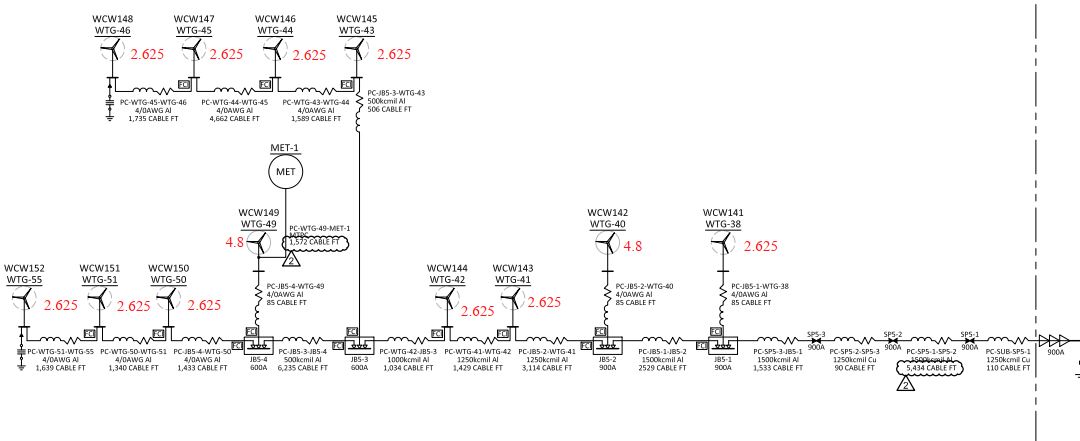 WCW148
WTG-46
2.625
WCW147
WTG-45
2.625
WCW146
WTG-44
2.625
WCW145
WTG-43
2.625
FCI
FCI
FCI
PC-WTG-45-WTG-46
4/0AWG Al
1,735 CABLE FT
PC-WTG-44-WTG-45
4/0AWG Al
4,662 CABLE FT
PC-WTG-43-WTG-44
4/0AWG Al
1,589 CABLE FT
PC-JB5-3-WTG-43
500kcmil Al
506 CABLE FT
MET-1
MET
PC-WTG-49-MET-1
1,572 CABLE FT
2
WCW149
WTG-49
4.8
PC-JB5-4-WTG-49
4/0AWG Al
85 CABLE FT
WCW142
WTG-40
4.8
PC-JB5-2-WTG-40
4/0AWG Al
85 CABLE FT
WCW141
WTG-38
2.625
PC-JB5-1-WTG-38
4/0AWG Al
85 CABLE FT
WCW152
WTG-55
2.625
WCW151
WTG-51
2.625
WCW150
WTG-50
2.625
WCW144
WTG-42
2.625
WCW143
WTG-41
2.625
FCI
FCI
FCI
FCI
FCI
FCI
FCI
FCI
FCI
FCI
FCI
FCI
FCI
PC-WTG-51-WTG-55
4/0AWG Al
1,639 CABLE FT
PC-WTG-50-WTG-51
4/0AWG Al
1,340 CABLE FT
PC-JB5-4-WTG-50
4/0AWG Al
1,433 CABLE FT
JB5-4
600A
PC-JB5-3-JB5-4
500kcmil Al
6,235 CABLE FT
JB5-3
600A
PC-WTG-42-JB5-3
1000kcmil Al
1,034 CABLE FT
PC-WTG-41-WTG-42
1250kcmil Al
1,429 CABLE FT
PC-JB5-2-WTG-41
1250kcmil Al
3,114 CABLE FT
JB5-2
900A
PC-JB5-1-JB5-2
1500kcmil Al
2529 CABLE FT
JB5-1
900A
PC-SP5-3-JB5-1
1500kcmil Al
1,533 CABLE FT
SP5-3
900A
PC-SP5-2-SP5-3
1250kcmil Cu
90 CABLE FT
SP5-2
900A
PC-SP5-1-SP5-2
1500kcmil Al
5,434 CABLE FT
2
SP5-1
900A
PC-SUB-SP5-1
1250kcmil Cu
110 CABLE FT
900A